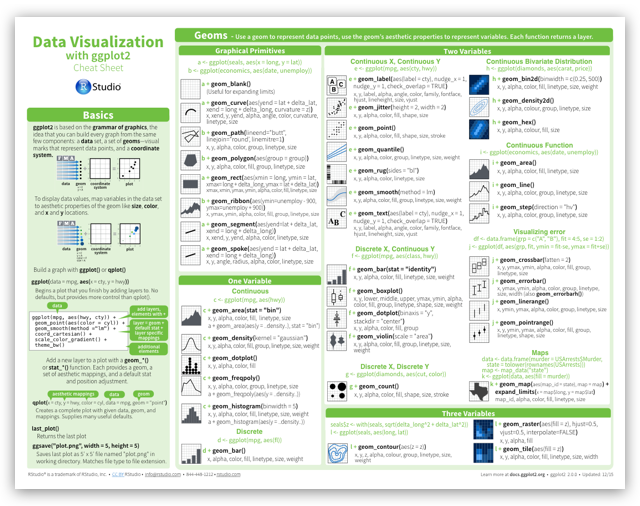 Data Visualization
with ggplot2
Cheat Sheet
R Studio
Basics
ggplot2 is based on the grammar of graphics, the
idea that you can build every graph from the same
few components: a data set, a set of geoms—visual
marks that represent data points, and a coordinate
system.
data geom coordinate system plot
To display data values, map variables in the data set
to aesthetic properties of the geom like size, color,
and x and y locations.
data geom coordinate system plot
Build a graph with ggplot() or qplot()
ggplot(data = mpg, aes(x = cty, y = hwy))
Begins a plot that you finish by adding layers to. No
defaults, but provides more control than qplot().
data
add layers, elements with +
ggplot(mpg, aes(hwy, cty)) +
geom_point(aes(color = cyl)) +
geom_smooth(method ="lm") +
coord_cartesian() +
scale_color_gradient() +
theme_bw()
layer = geom + default stat + layer specific mappings
additional elements
Add a new layer to a plot with a geom_*()
or stat_*() function. Each provides a geom, a
set of aesthetic mappings, and a default stat
and position adjustment.
aesthetic mappings data geom
qplot(x = cty, y = hwy, color = cyl, data = mpg, geom = "point")
Creates a complete plot with given data, geom, and
mappings. Supplies many useful defaults.
last_plot()
Returns the last plot
ggsave("plot.png", width = 5, height = 5)
Saves last plot as 5' x 5' file named "plot.png" in
working directory. Matches file type to file extension.
Geoms - Use a geom to represent data points, use the geom's aesthetic properties to represent variables. Each function returns a layer.
Graphical Primitives
a <- ggplot(seals, aes(x = long, y = lat))
b <- ggplot(economics, aes(date, unemploy))
a + geom_blank()
(Useful for expanding limits)
a + geom_curve(aes(yend = lat + delta_lat,
xend = long + delta_long, curvature = z))
x, xend, y, yend, alpha, angle, color, curvature,
linetype, size
b + geom_path(lineend="butt",
linejoin="round", linemitre=1)
x, y, alpha, color, group, linetype, size
b + geom_polygon(aes(group = group))
x, y, alpha, color, fill, group, linetype, size
a + geom_rect(aes(xmin = long, ymin = lat,
xmax= long + delta_long, ymax = lat + delta_lat))
xmax, xmin, ymax, ymin, alpha, color, fill, linetype, size
b + geom_ribbon(aes(ymin=unemploy - 900,
ymax=unemploy + 900))
x, ymax, ymin, alpha, color, fill, group, linetype, size
a + geom_segment(aes(yend=lat + delta_lat,
xend = long + delta_long))
x, xend, y, yend, alpha, color, linetype, size
a + geom_spoke(aes(yend = lat + delta_lat,
xend = long + delta_long))
x, y, angle, radius, alpha, color, linetype, size
One Variable
Continuous
c <- ggplot(mpg, aes(hwy))
c + geom_area(stat = "bin")
x, y, alpha, color, fill, linetype, size
a + geom_area(aes(y = ..density..), stat = "bin")
c + geom_density(kernel = "gaussian")
x, y, alpha, color, fill, group, linetype, size, weight
c + geom_dotplot()
x, y, alpha, color, fill
c + geom_freqpoly()
x, y, alpha, color, group, linetype, size
a + geom_freqpoly(aes(y = ..density..))
c + geom_histogram(binwidth = 5)
x, y, alpha, color, fill, linetype, size, weight
a + geom_histogram(aes(y = ..density..))
Discrete
d <- ggplot(mpg, aes(fl))
d + geom_bar()
x, alpha, color, fill, linetype, size, weight
Two Variables
Continuous X, Continuous Y
e <- ggplot(mpg, aes(cty, hwy))
e + geom_label(aes(label = cty), nudge_x = 1,
nudge_y = 1, check_overlap = TRUE)
x, y, label, alpha, angle, color, family, fontface,
hjust, lineheight, size, vjust
e + geom_jitter(height = 2, width = 2)
x, y, alpha, color, fill, shape, size
e + geom_point()
x, y, alpha, color, fill, shape, size, stroke
e + geom_quantile()
x, y, alpha, color, group, linetype, size, weight
e + geom_rug(sides = "bl")
x, y, alpha, color, linetype, size
e + geom_smooth(method = lm)
x, y, alpha, color, fill, group, linetype, size, weight
e + geom_text(aes(label = cty), nudge_x = 1,
nudge_y = 1, check_overlap = TRUE)
x, y, label, alpha, angle, color, family, fontface,
hjust, lineheight, size, vjust
Discrete X, Continuous Y
f <- ggplot(mpg, aes(class, hwy))
f + geom_bar(stat = "identity")
x, y, alpha, color, fill, linetype, size, weight
f + geom_boxplot()
x, y, lower, middle, upper, ymax, ymin, alpha,
color, fill, group, linetype, shape, size, weight
f + geom_dotplot(binaxis = "y",
stackdir = "center")
x, y, alpha, color, fill, group
f + geom_violin(scale = "area")
x, y, alpha, color, fill, group, linetype, size, weight
Discrete X, Discrete Y
g <- ggplot(diamonds, aes(cut, color))
g + geom_count()
x, y, alpha, color, fill, shape, size, stroke
Continuous Bivariate Distribution
h <- ggplot(diamonds, aes(carat, price))
h + geom_bin2d(binwidth = c(0.25, 500))
x, y, alpha, color, fill, linetype, size, weight
h + geom_density2d()
x, y, alpha, colour, group, linetype, size
h + geom_hex()
x, y, alpha, colour, fill, size
Continuous Function
i <- ggplot(economics, aes(date, unemploy))
i + geom_area()
x, y, alpha, color, fill, linetype, size
i + geom_line()
x, y, alpha, color, group, linetype, size
i + geom_step(direction = "hv")
x, y, alpha, color, group, linetype, size
Visualizing error
df <- data.frame(grp = c("A", "B"), fit = 4:5, se = 1:2)
j <- ggplot(df, aes(grp, fit, ymin = fit-se, ymax = fit+se))
j + geom_crossbar(fatten = 2)
x, y, ymax, ymin, alpha, color, fill, group, linetype,
size
j + geom_errorbar()
x, ymax, ymin, alpha, color, group, linetype,
size, width (also geom_errorbarh())
j + geom_linerange()
x, ymin, ymax, alpha, color, group, linetype, size
j + geom_pointrange()
x, y, ymin, ymax, alpha, color, fill, group, linetype,
shape, size
Maps
data <- data.frame(murder = USArrests$Murder,
state = tolower(rownames(USArrests)))
map <- map_data("state")
k <- ggplot(data, aes(fill = murder))
k + geom_map(aes(map_id = state), map = map) +
expand_limits(x = map$long, y = map$lat)
map_id, alpha, color, fill, linetype, size
Three Variables
seals$z <- with(seals, sqrt(delta_long^2 + delta_lat^2))
l <- ggplot(seals, aes(long, lat))
l + geom_contour(aes(z = z))
x, y, z, alpha, colour, group, linetype, size,
weight
l + geom_raster(aes(fill = z), hjust=0.5,
vjust=0.5, interpolate=FALSE)
x, y, alpha, fill
l + geom_tile(aes(fill = z))
x, y, alpha, color, fill, linetype, size, width
RStudio® is a trademark of RStudio, Inc. • CC BY RStudio • info@rstudio.com • 844-448-1212 • rstudio.com
Learn more at docs.ggplot2.org • ggplot2 2.0.0 • Updated: 12/15